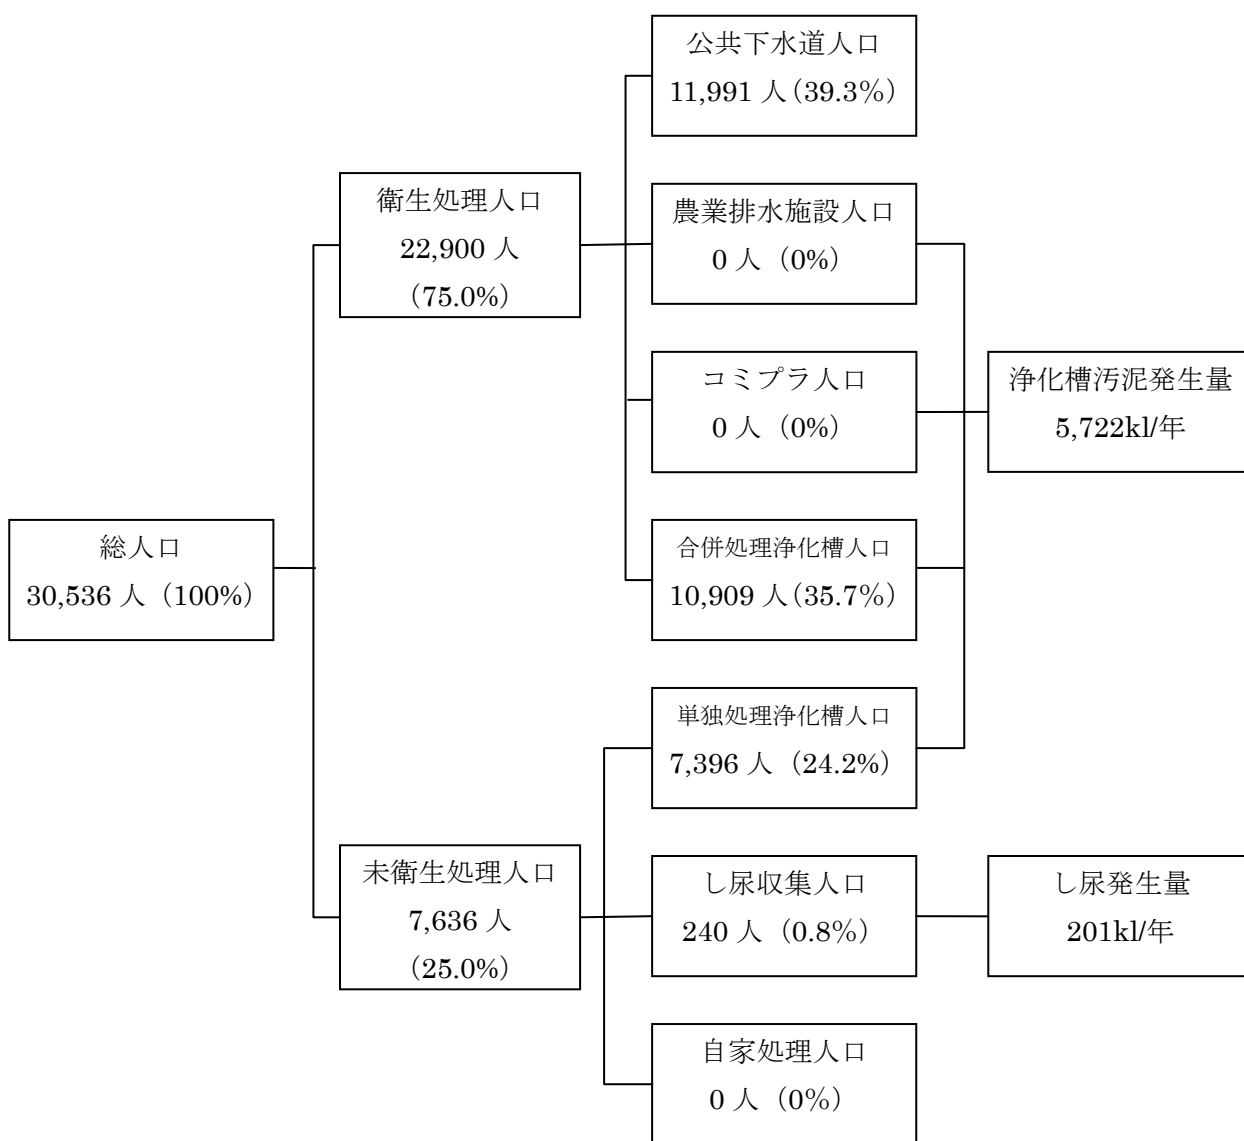 公共下水道人口
11,991 人(39.3%)
衛生処理人口
22,900 人
(75.0%)
農業排水施設人口
0 人（0%)
コミプラ人口
0 人（0%)
浄化槽汚泥発生量
5,722kl/年
総人口
30,536 人（100%)
合併処理浄化槽人口
10,909 人(35.7%)
単独処理浄化槽人口
7,396 人（24.2%)
未衛生処理人口
7,636 人
(25.0%)
し尿収集人口
240 人（0.8%)
し尿発生量
201kl/年
自家処理人口
0 人（0%)